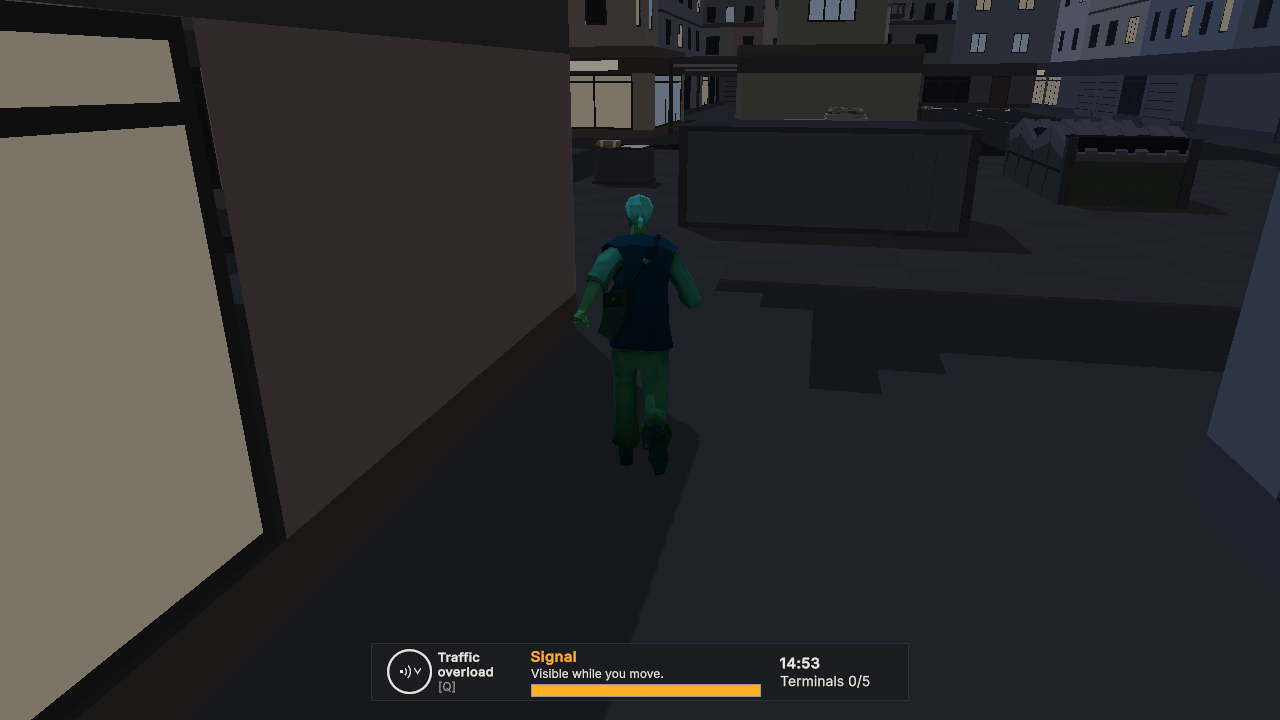 Traffic
overload
[Q]
Signal
Visible while you move.
14:53
Terminals 0/5